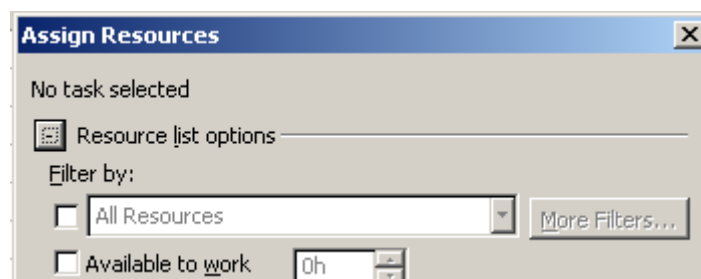 Assign Resources
No task selected
Resource list options
Filter by:
All Resources More Filters...
Available to work 0h